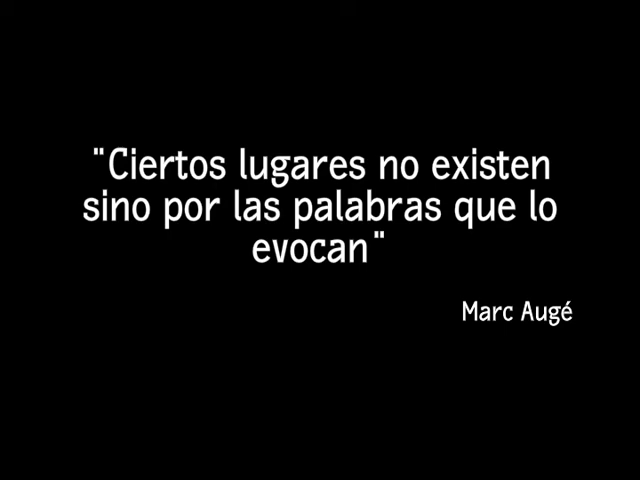 "Ciertos lugares no existen
sino por las palabras que lo
evocan"
Marc Augé